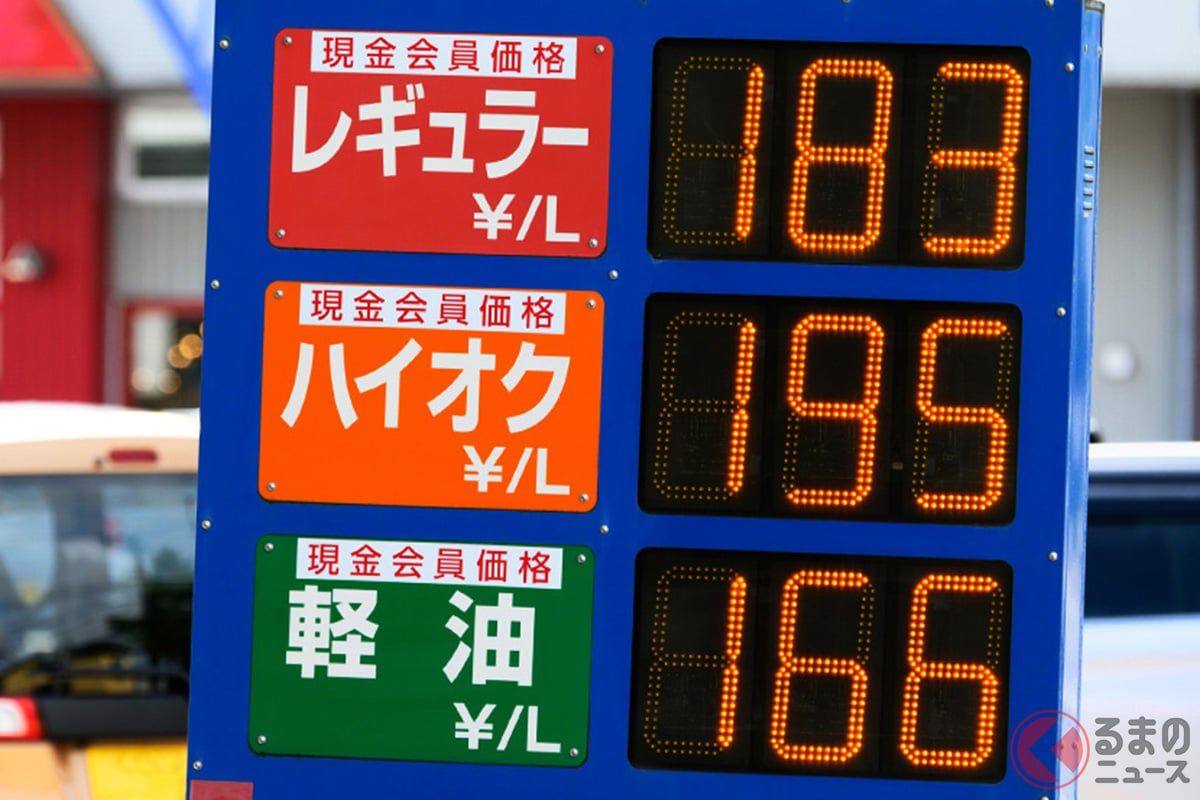 現金会員価格
レギュラー
¥/L
183
現金会員価格
ハイオク
¥/L
195
現金会員価格
軽油
¥/L
166
くるまの
ニュース